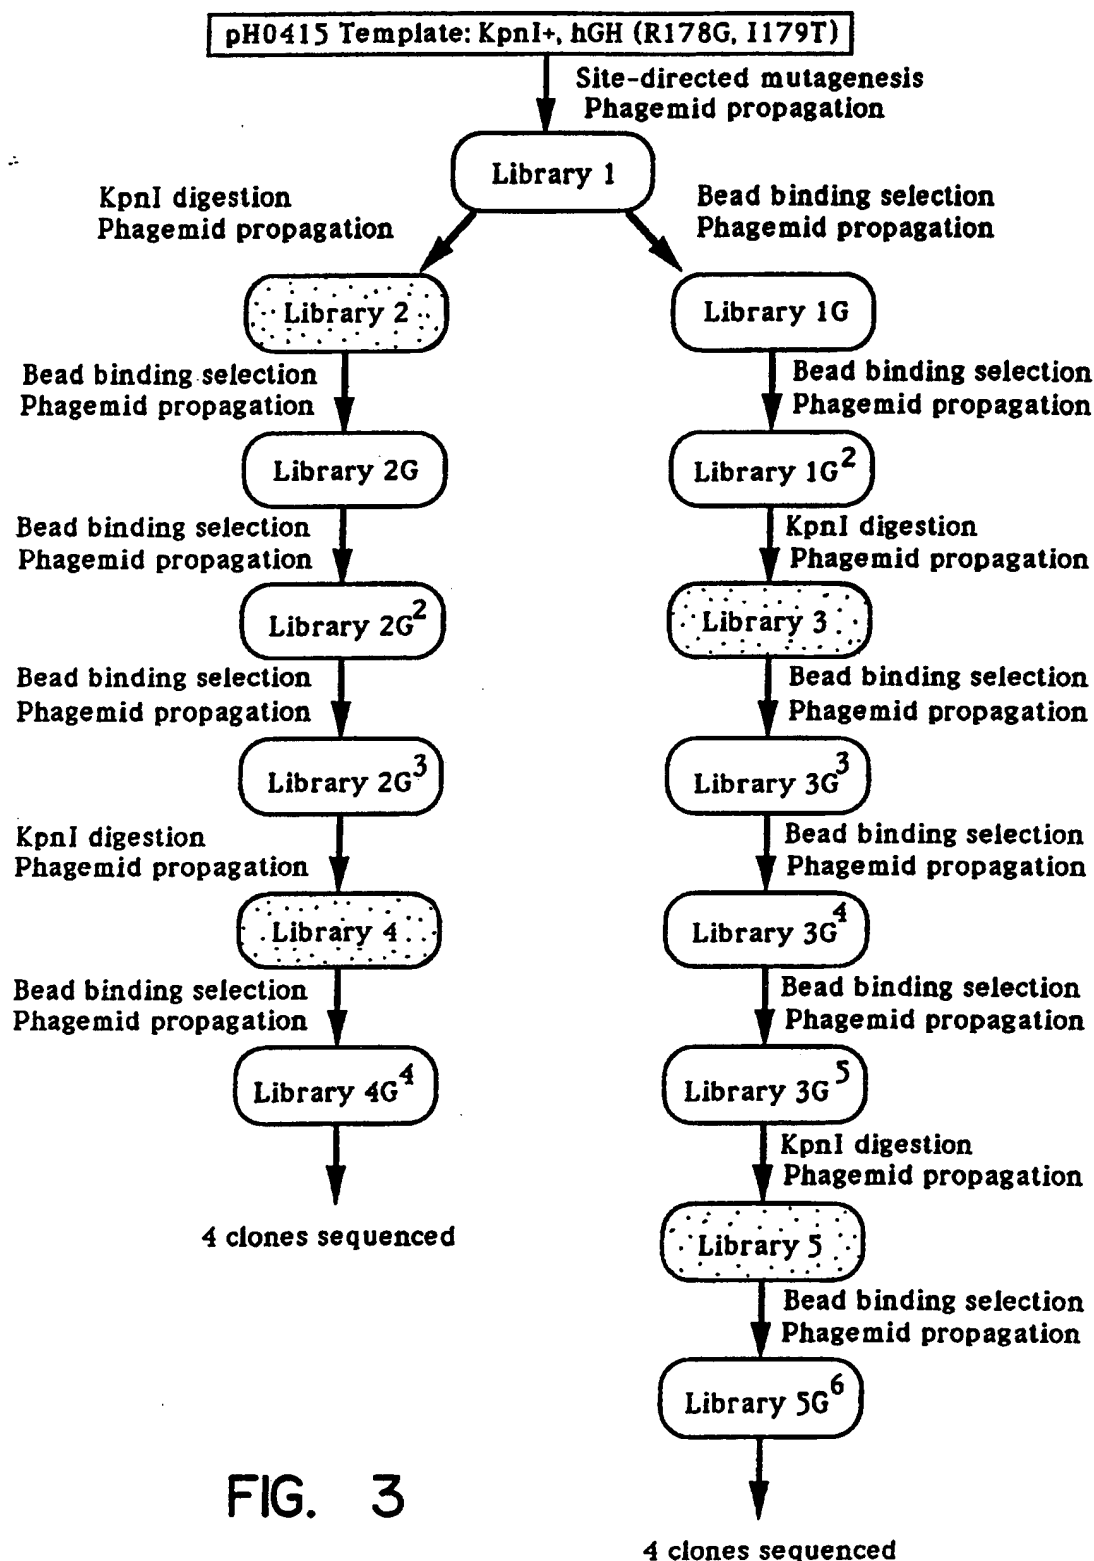 pH0415 Template: KpnI+, hGH (R178G, I179T)
Site-directed mutagenesis
Phagemid propagation
Library 1
KpnI digestion
Phagemid propagation
Bead binding selection
Phagemid propagation
Library 2
Library 1G
Bead binding selection
Phagemid propagation
Bead binding selection
Phagemid propagation
Library 2G
Library 1G²
Bead binding selection
Phagemid propagation
KpnI digestion
Phagemid propagation
Library 2G²
Library 3
Bead binding selection
Phagemid propagation
Bead binding selection
Phagemid propagation
Library 2G³
Library 3G³
KpnI digestion
Phagemid propagation
Bead binding selection
Phagemid propagation
Library 4
Library 3G⁴
Bead binding selection
Phagemid propagation
Bead binding selection
Phagemid propagation
Library 4G⁴
Library 3G⁵
KpnI digestion
Phagemid propagation
4 clones sequenced
Library 5
Bead binding selection
Phagemid propagation
Library 5G⁶
FIG. 3
4 clones sequenced